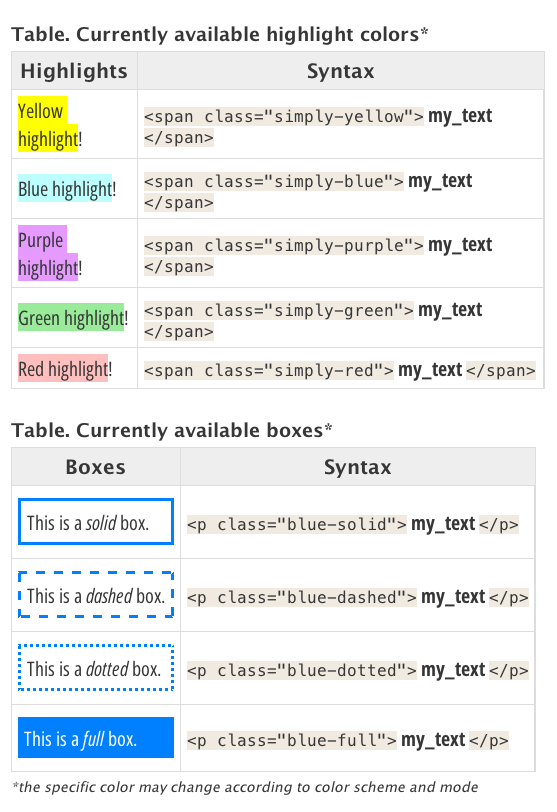 Table. Currently available highlight colors*
Highlights Syntax
Yellow
highlight!
<span class="simply-yellow"> my_text
</span>
Blue highlight!
<span class="simply-blue"> my_text
</span>
Purple
highlight!
<span class="simply-purple"> my_text
</span>
Green highlight!
<span class="simply-green"> my_text
</span>
Red highlight!
<span class="simply-red"> my_text </span>
Table. Currently available boxes*
Boxes Syntax
This is a solid box.
<p class="blue-solid"> my_text </p>
This is a dashed box.
<p class="blue-dashed"> my_text </p>
This is a dotted box.
<p class="blue-dotted"> my_text </p>
This is a full box.
<p class="blue-full"> my_text </p>
*the specific color may change according to color scheme and mode